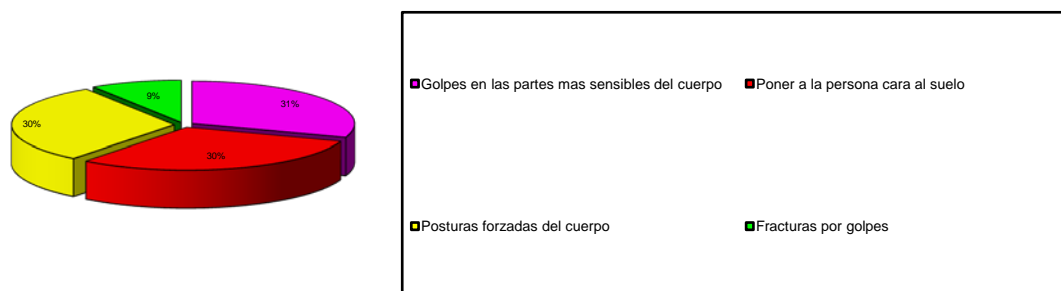 9%
31%
30%
30%
Golpes en las partes mas sensibles del cuerpo
Poner a la persona cara al suelo
Posturas forzadas del cuerpo
Fracturas por golpes